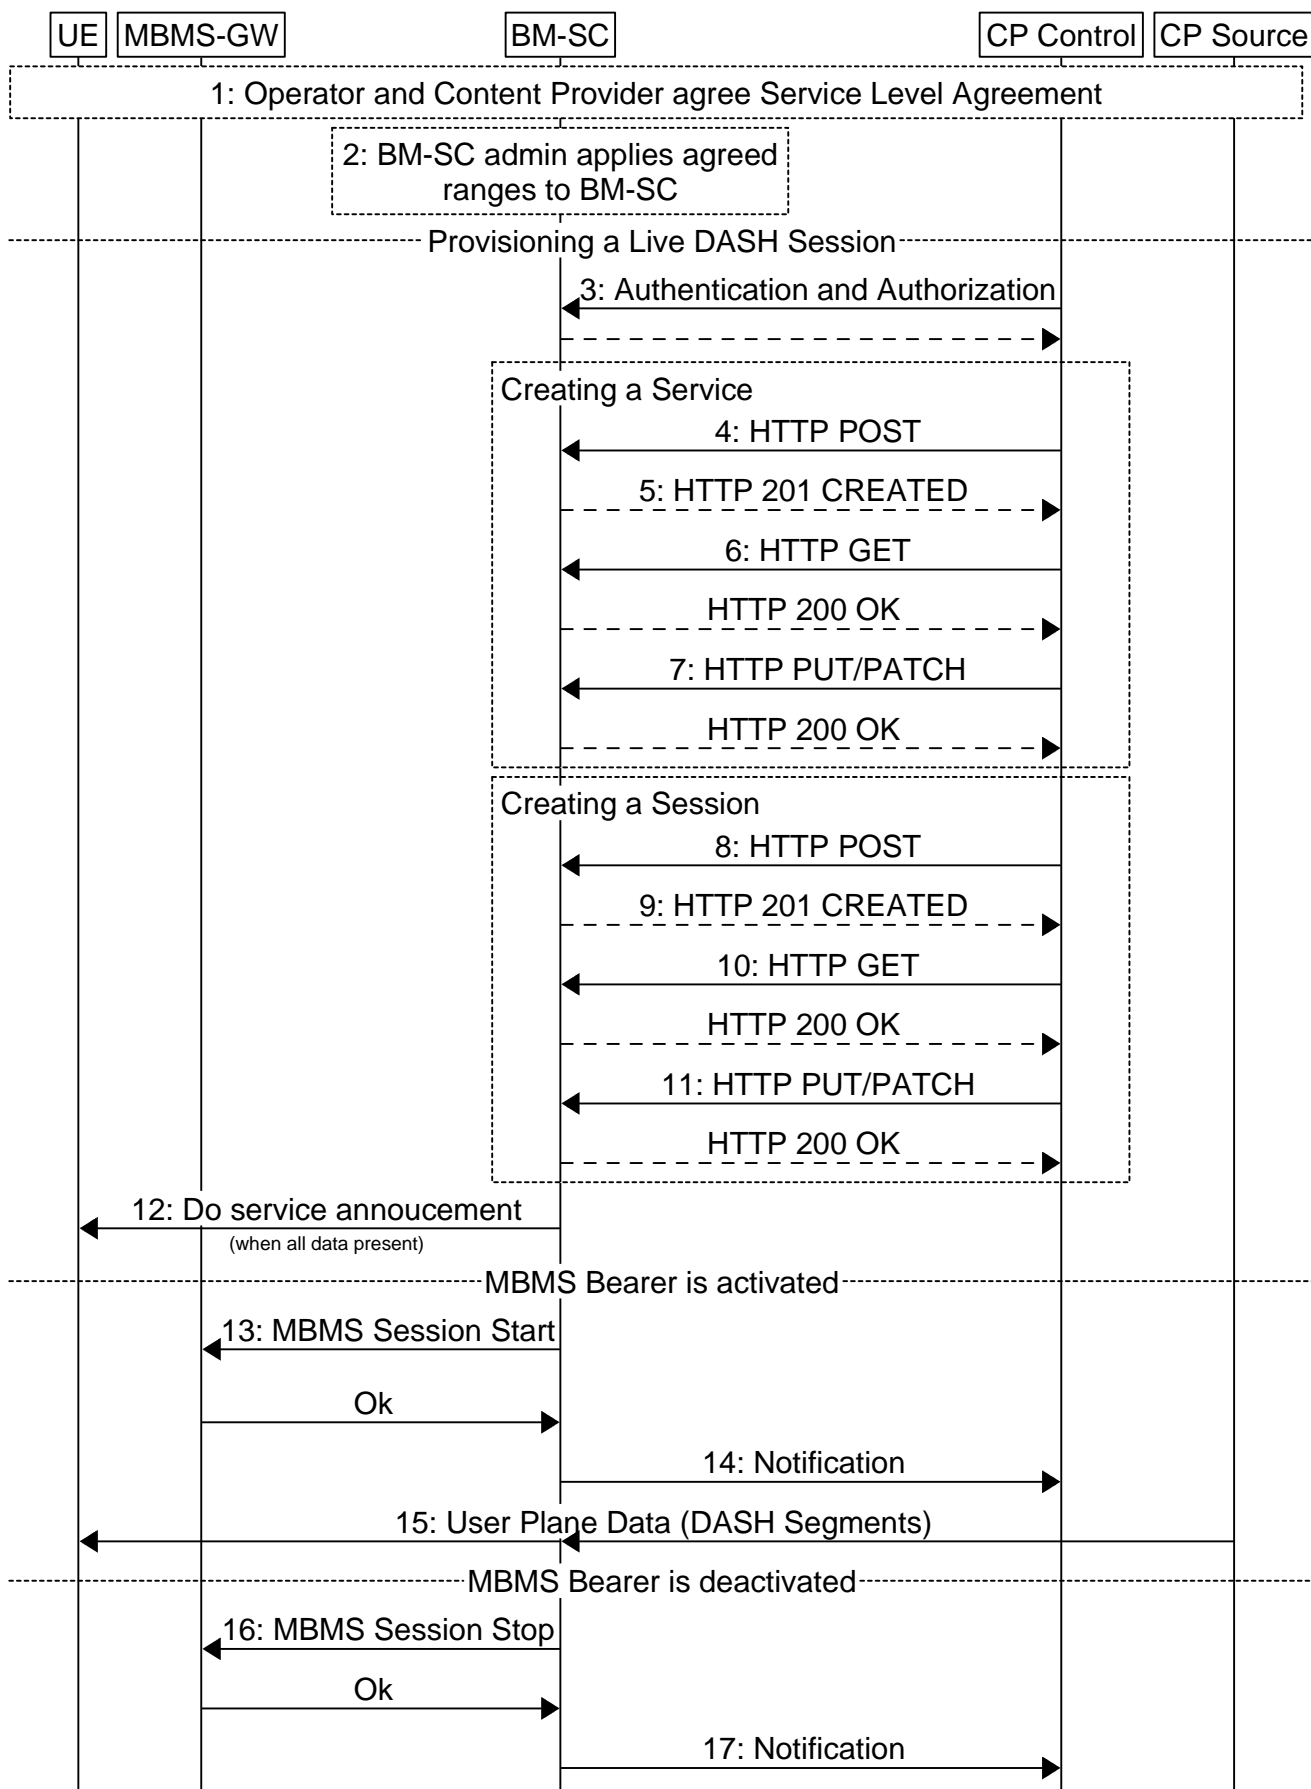 UE
MBMS-GW
BM-SC
CP Control
CP Source
1: Operator and Content Provider agree Service Level Agreement
2: BM-SC admin applies agreed
ranges to BM-SC
Provisioning a Live DASH Session
3: Authentication and Authorization
Creating a Service
4: HTTP POST
5: HTTP 201 CREATED
6: HTTP GET
HTTP 200 OK
7: HTTP PUT/PATCH
HTTP 200 OK
Creating a Session
8: HTTP POST
9: HTTP 201 CREATED
10: HTTP GET
HTTP 200 OK
11: HTTP PUT/PATCH
HTTP 200 OK
12: Do service annoucement
(when all data present)
MBMS Bearer is activated
13: MBMS Session Start
Ok
14: Notification
15: User Plane Data (DASH Segments)
MBMS Bearer is deactivated
16: MBMS Session Stop
Ok
17: Notification